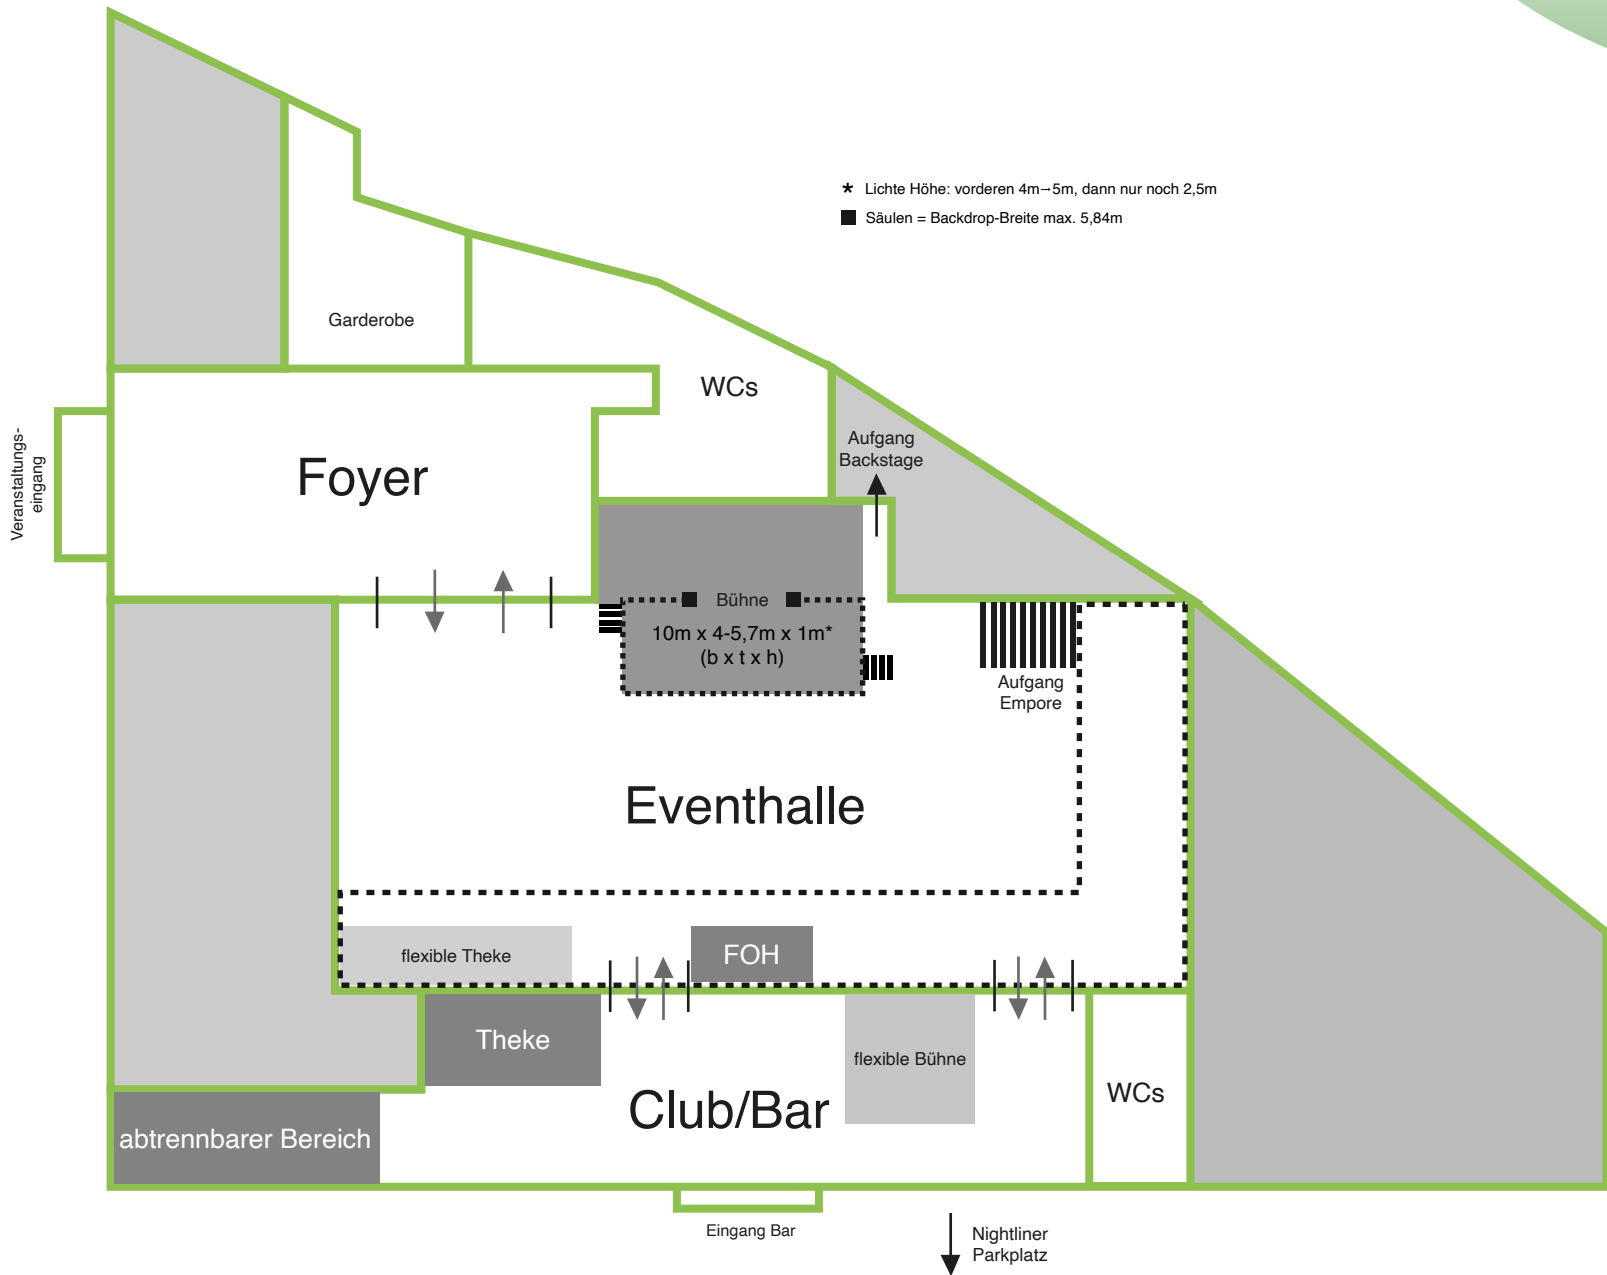 * Lichte Höhe: vorderen 4m–5m, dann nur noch 2,5m
Säulen = Backdrop-Breite max. 5,84m
Garderobe
WCs
Aufgang
Backstage
Veranstaltungs-
eingang
Foyer
Bühne
10m x 4-5,7m x 1m*
(b x t x h)
Aufgang
Empore
Eventhalle
flexible Theke
FOH
Theke
flexible Bühne
WCs
Club/Bar
abtrennbarer Bereich
Eingang Bar
Nightliner
Parkplatz